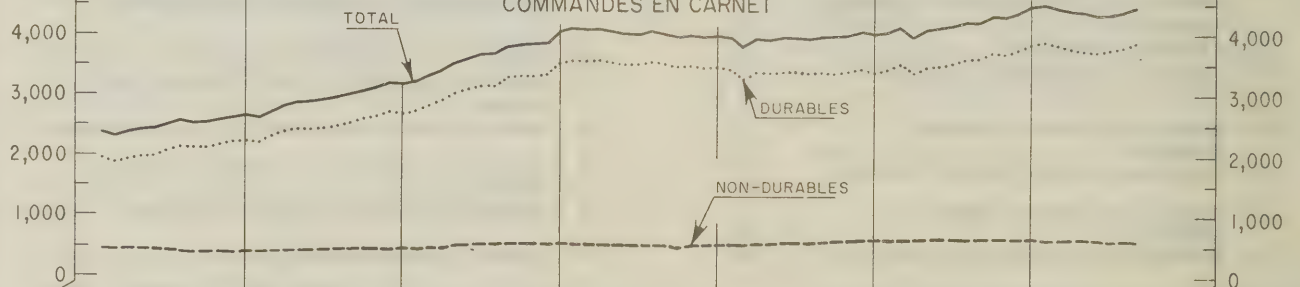 COMMANDES EN CARNET
TOTAL
4,000
4,000
3,000
3,000
DURABLES
2,000
2,000
NON-DURABLES
1,000
1,000
0
0